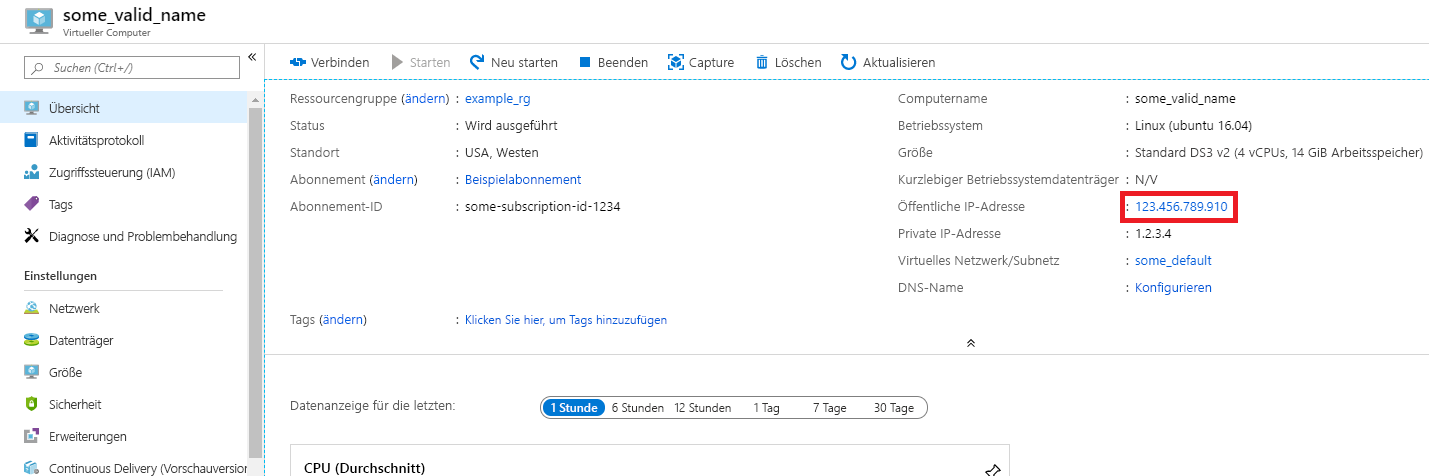 some_valid_name
Virtueller Computer
Suchen (Ctrl+/)
«
Übersicht
Aktivitätsprotokoll
Zugriffssteuerung (IAM)
Tags
Diagnose und Problembehandlung
Einstellungen
Netzwerk
Datenträger
Größe
Sicherheit
Erweiterungen
Continuous Delivery (Vorschauversion
Verbinden Starten Neu starten Beenden Capture Löschen Aktualisieren
Ressourcengruppe (ändern) : example_rg
Status : Wird ausgeführt
Standort : USA, Westen
Abonnement (ändern) : Beispielabonnement
Abonnement-ID : some-subscription-id-1234
Computername : some_valid_name
Betriebssystem : Linux (ubuntu 16.04)
Größe : Standard DS3 v2 (4 vCPUs, 14 GiB Arbeitsspeicher)
Kurzlebiger Betriebssystemdatenträger : N/V
Öffentliche IP-Adresse : 123.456.789.910
Private IP-Adresse : 1.2.3.4
Virtuelles Netzwerk/Subnetz : some_default
DNS-Name : Konfigurieren
Tags (ändern) : Klicken Sie hier, um Tags hinzuzufügen
Datenanzeige für die letzten: 1 Stunde 6 Stunden 12 Stunden 1 Tag 7 Tage 30 Tage
CPU (Durchschnitt)